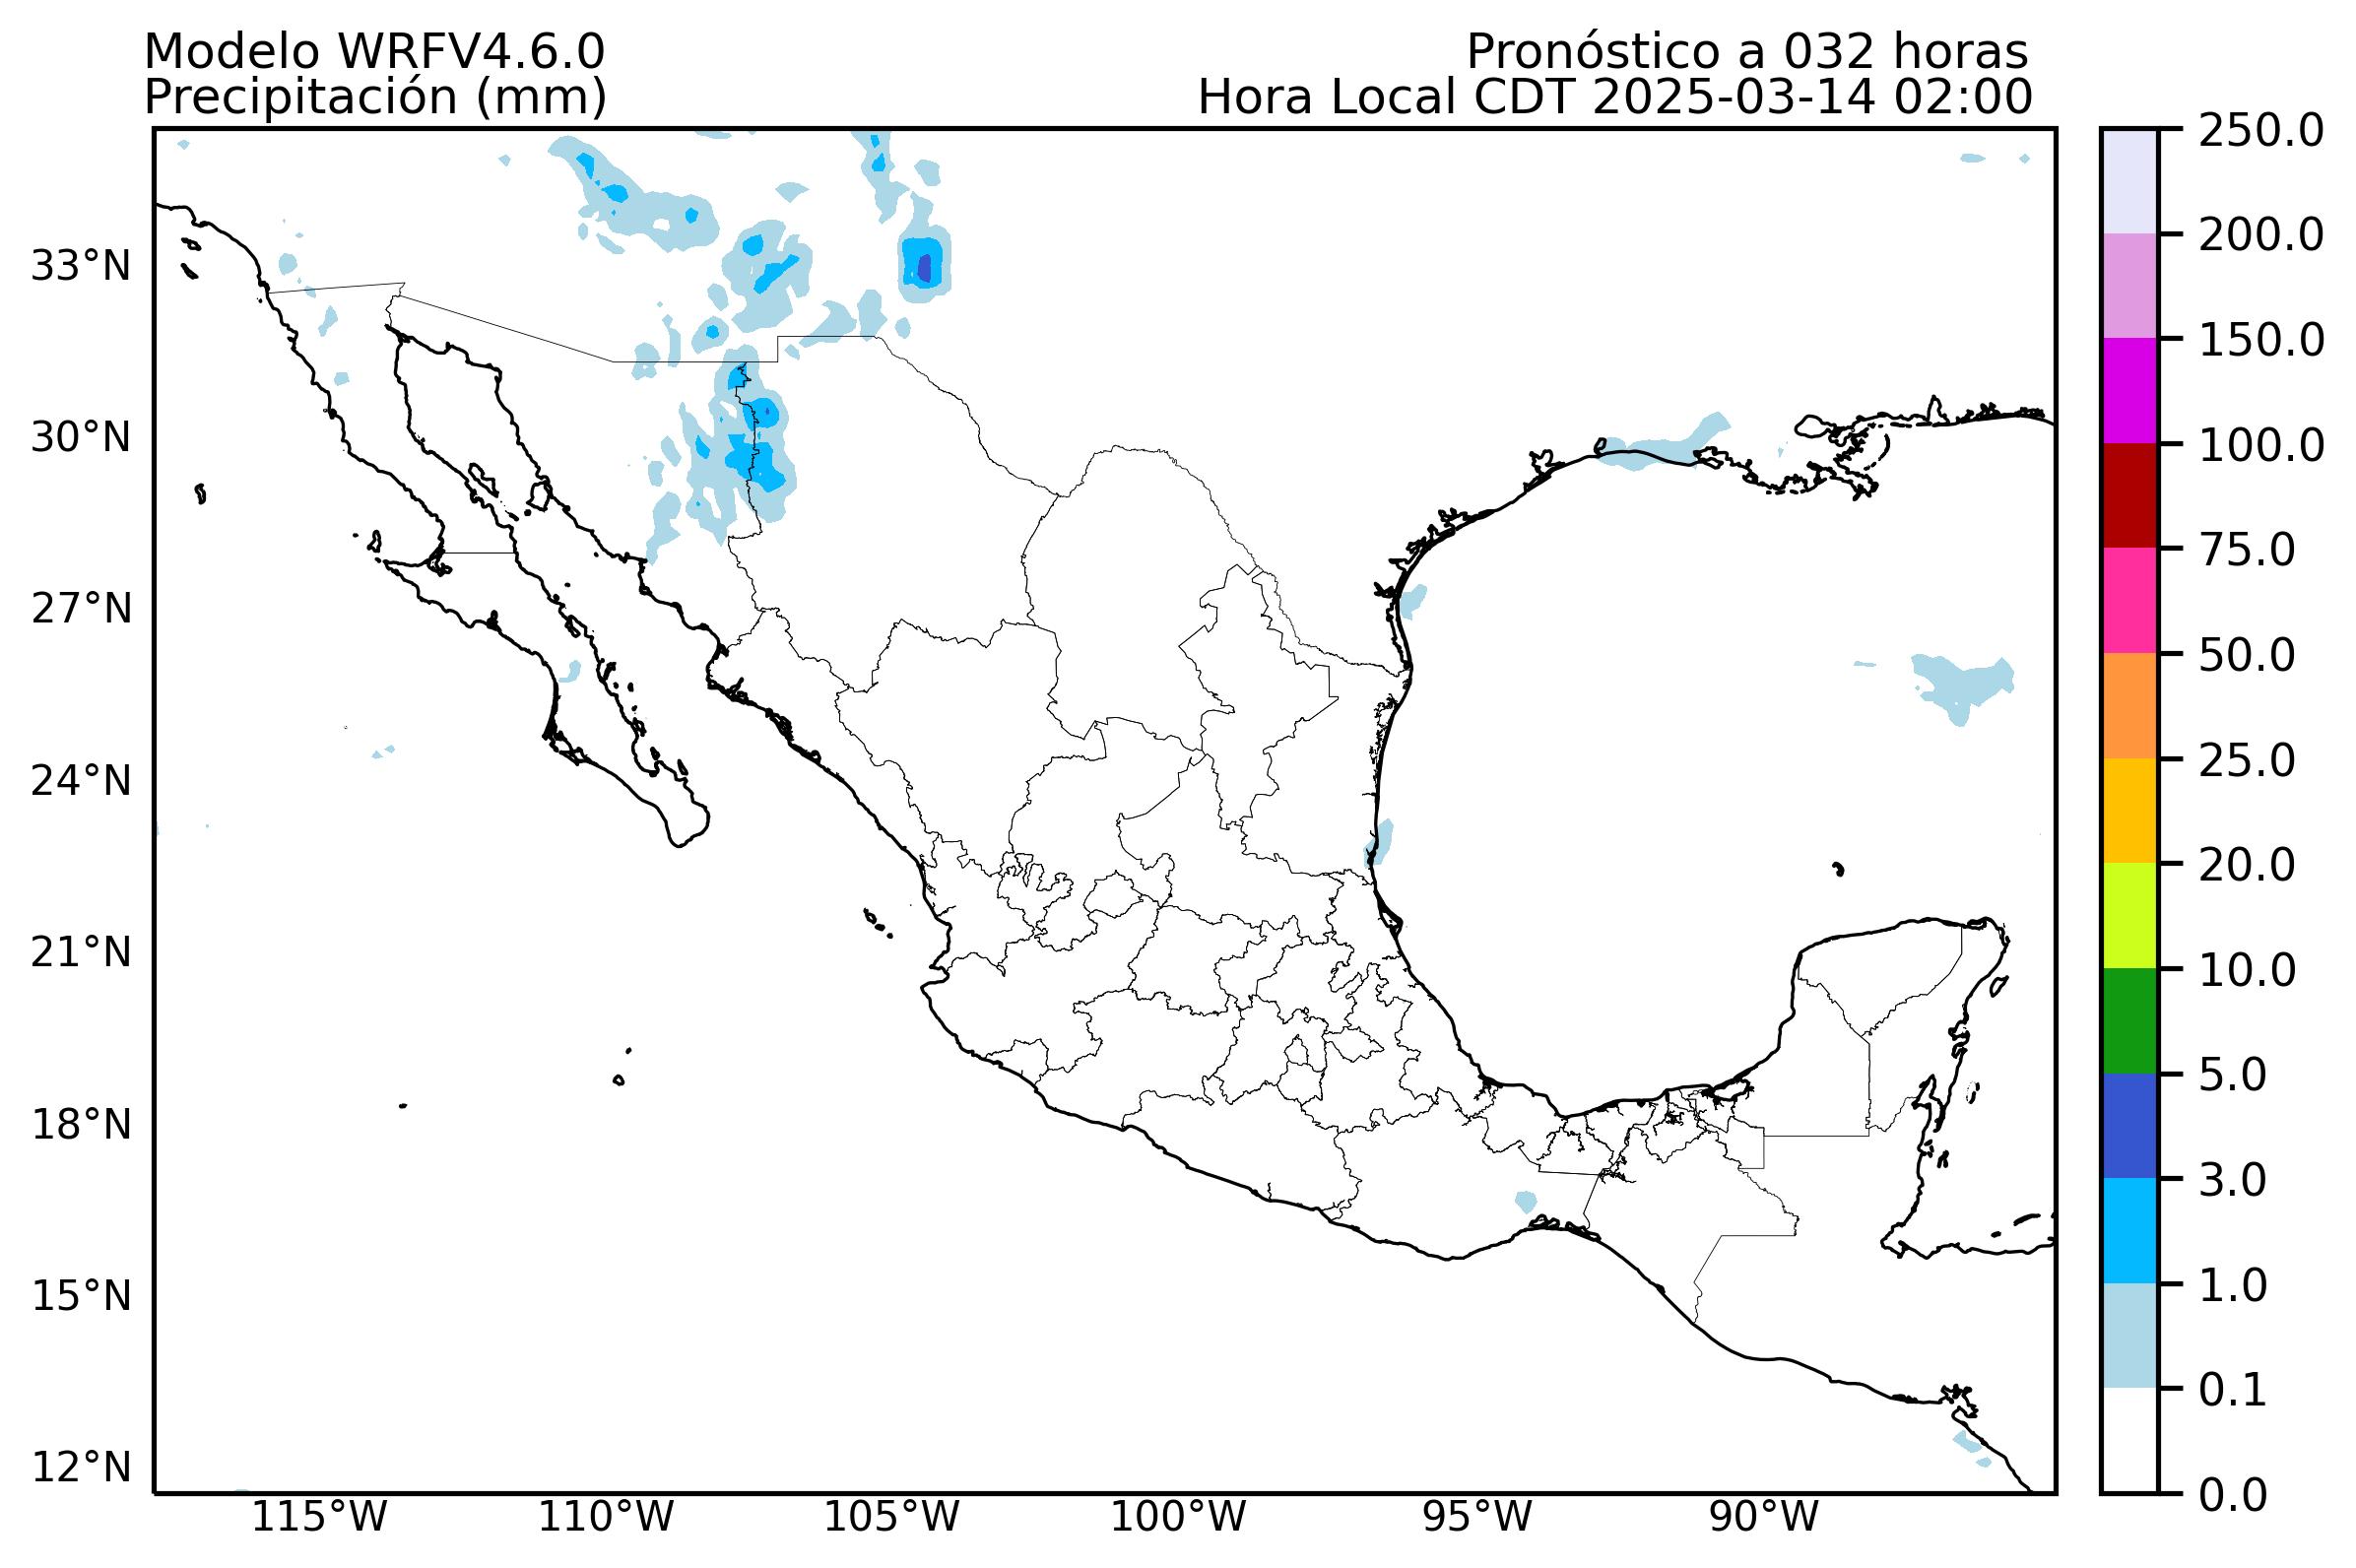 Modelo WRFV4.6.0
Precipitación (mm)
Pronóstico a 032 horas
Hora Local CDT 2025-03-14 02:00
33°N
30°N
27°N
24°N
21°N
18°N
15°N
12°N
115°W
110°W
105°W
100°W
95°W
90°W
250.0
200.0
150.0
100.0
75.0
50.0
25.0
20.0
10.0
5.0
3.0
1.0
0.1
0.0